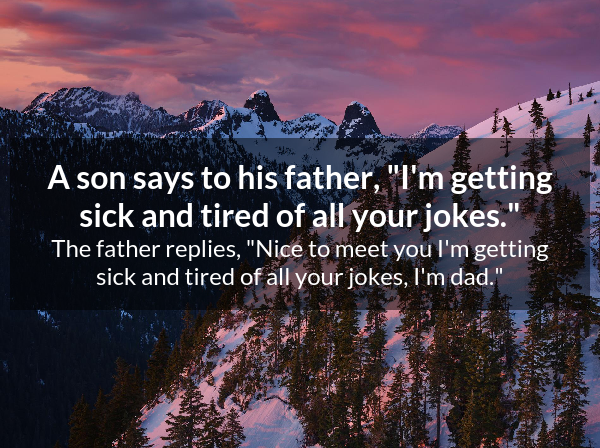 A son says to his father, "I'm getting
sick and tired of all your jokes."
The father replies, "Nice to meet you I'm getting
sick and tired of all your jokes, I'm dad."